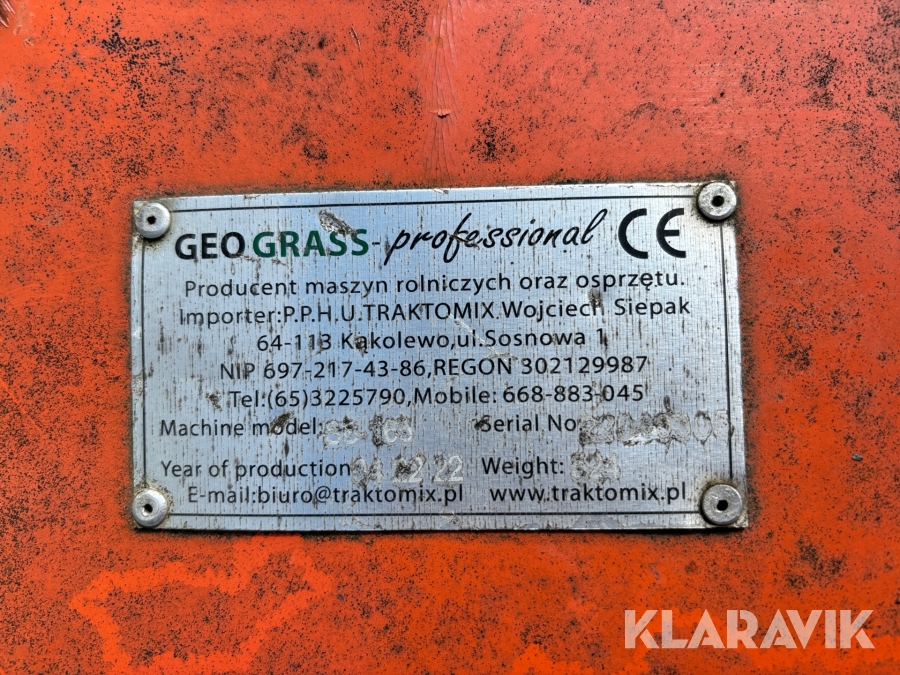 GEO GRASS- professional CE
Producent maszyn rolniczych oraz osprzętu.
Importer:P.P.H.U.TRAKTOMIX.Wojciech Siepak
64-113 Kąkolewo,ul.Sosnowa 1
NIP 697-217-43-86,REGON 302129987
Tel:(65)3225790,Mobile: 668-883-045
Machine model: Serial No:
Year of production: Weight:
E-mail:biuro@traktomix.pl www.traktomix.pl
KLARAVIK